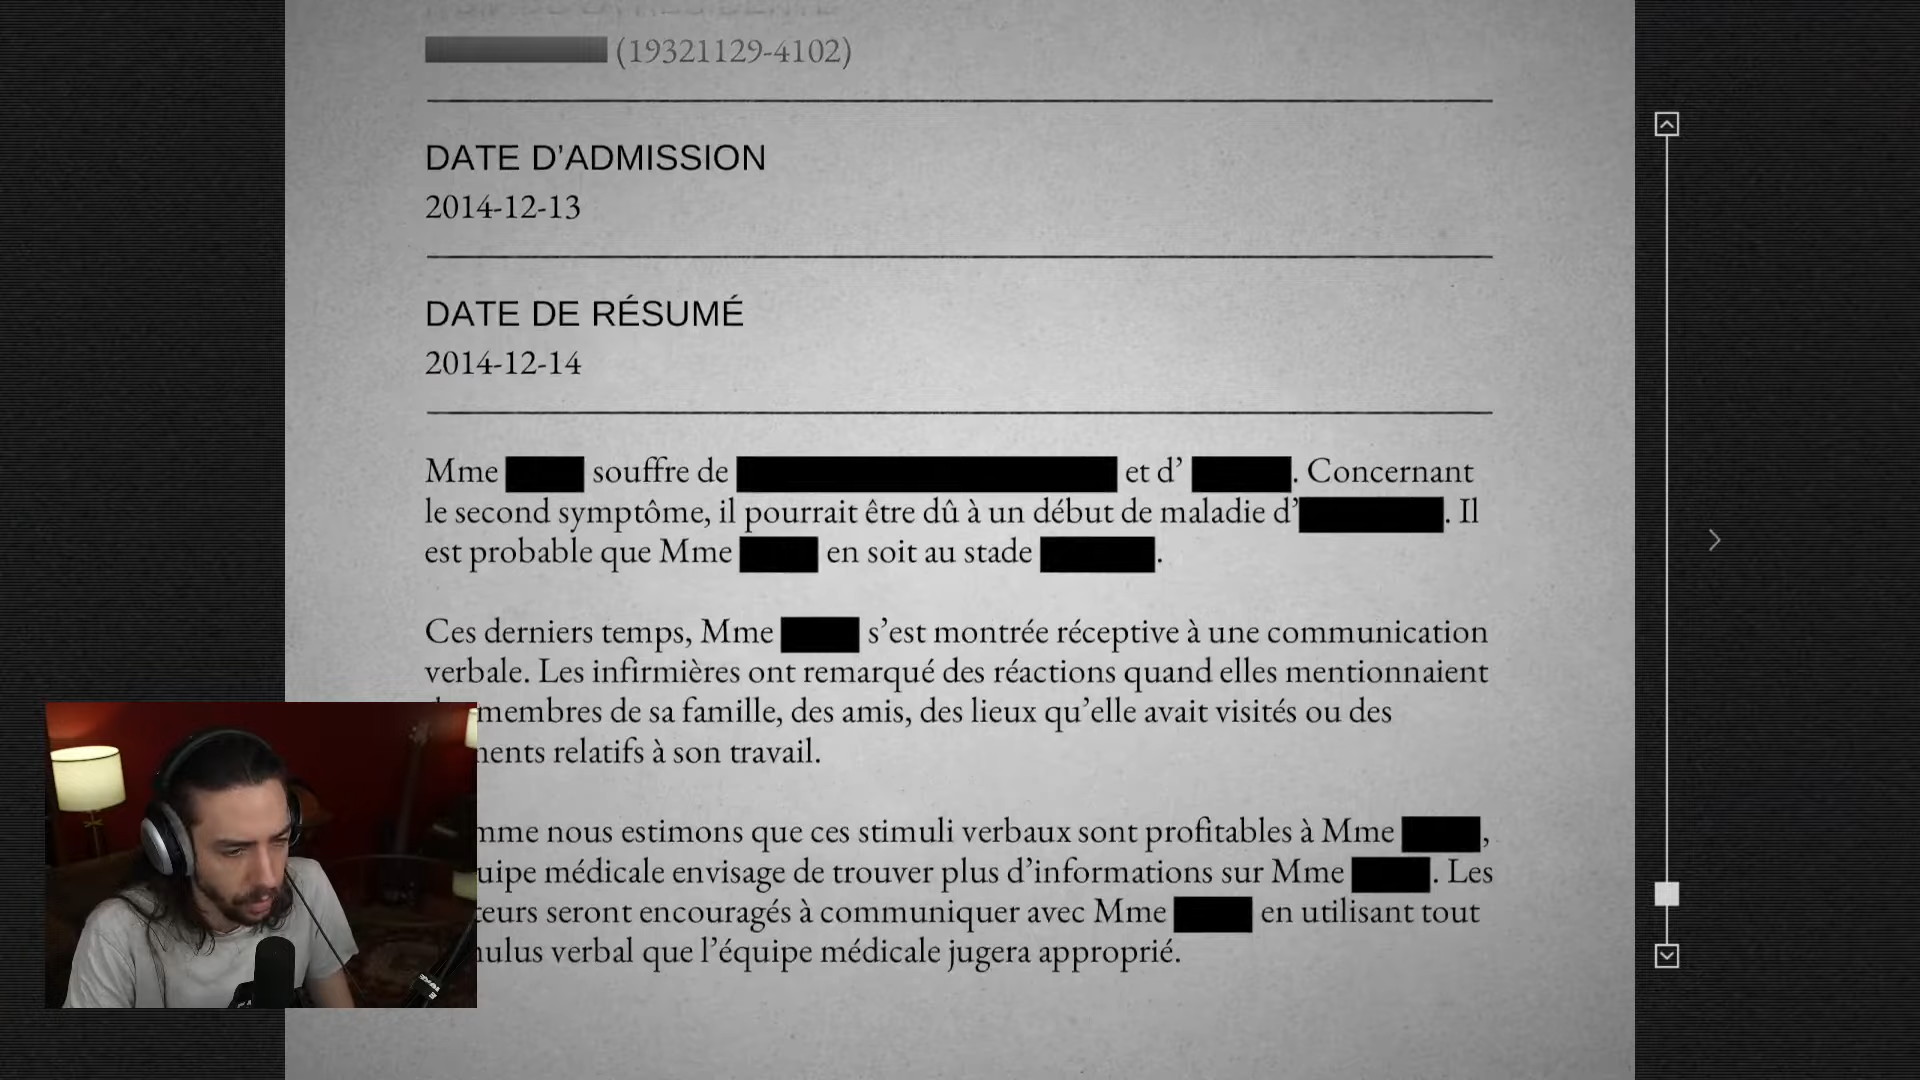 (19321129-4102)
DATE D’ADMISSION
2014-12-13
DATE DE RÉSUMÉ
2014-12-14
Mme souffre de et d’ . Concernant
le second symptôme, il pourrait être dû à un début de maladie d’ . Il
est probable que Mme en soit au stade .
Ces derniers temps, Mme s’est montrée réceptive à une communication
verbale. Les infirmières ont remarqué des réactions quand elles mentionnaient
membres de sa famille, des amis, des lieux qu’elle avait visités ou des
ments relatifs à son travail.
mme nous estimons que ces stimuli verbaux sont profitables à Mme ,
uipe médicale envisage de trouver plus d’informations sur Mme . Les
teurs seront encouragés à communiquer avec Mme en utilisant tout
mulus verbal que l’équipe médicale jugera approprié.